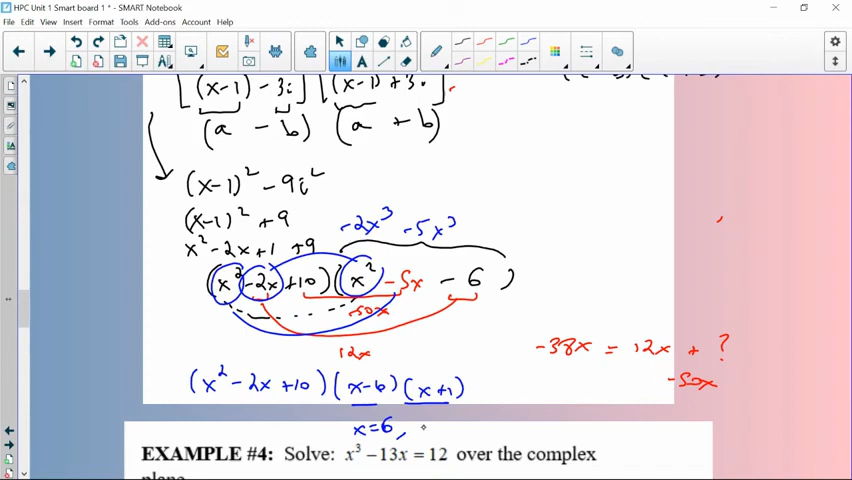 HPC Unit 1 Smart board 1 * - SMART Notebook
File Edit View Insert Format Tools Add-ons Account Help
[(x-1) - 3i] [(x-1) + 3i].
(a - b) (a + b)
(x-1)² - 9i²
(x-1)² + 9
-2x³ -5x³
x² - 2x + 1 + 9
(x² - 2x + 10)(x² - 5x - 6)
-50x
12x
-38x = 12x + ?
-50x
(x² - 2x + 10)(x-6)(x+1)
x=6,
EXAMPLE #4: Solve: x³ − 13x = 12 over the complex
plane